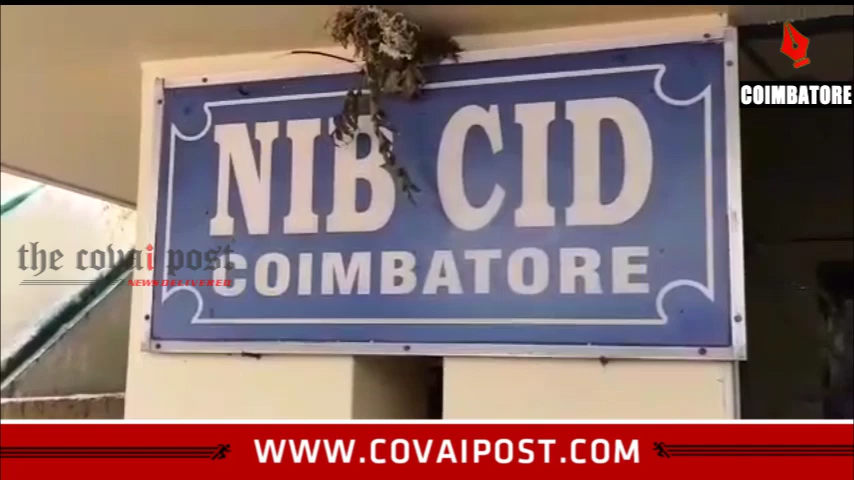 NIB CID
COIMBATORE
COIMBATORE
the covai post
NEWS DELIVERED
WWW.COVAIPOST.COM